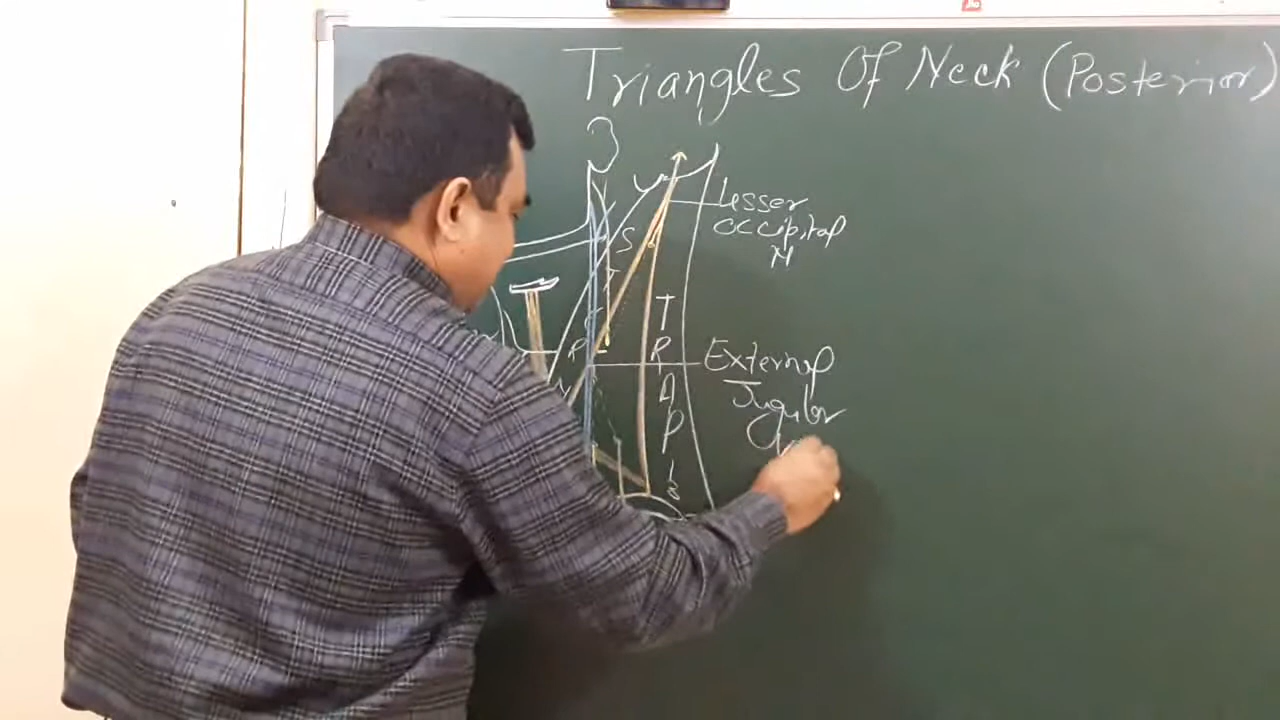 Triangles Of Neck (Posterior)
Lesser
occipital
N
S
T
R
A
P
External
Jugular